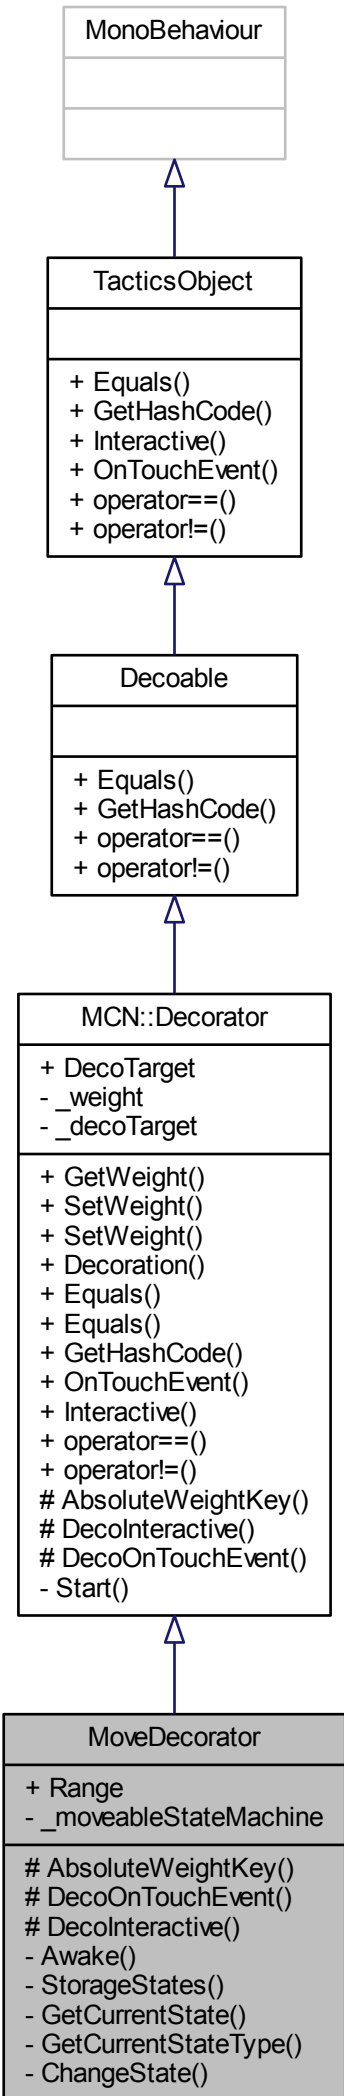 MonoBehaviour
TacticsObject
+ Equals()
+ GetHashCode()
+ Interactive()
+ OnTouchEvent()
+ operator==()
+ operator!=()
Decoable
+ Equals()
+ GetHashCode()
+ operator==()
+ operator!=()
MCN::Decorator
+ DecoTarget
- _weight
- _decoTarget
+ GetWeight()
+ SetWeight()
+ SetWeight()
+ Decoration()
+ Equals()
+ Equals()
+ GetHashCode()
+ OnTouchEvent()
+ Interactive()
+ operator==()
+ operator!=()
# AbsoluteWeightKey()
# DecoInteractive()
# DecoOnTouchEvent()
- Start()
MoveDecorator
+ Range
- _moveableStateMachine
# AbsoluteWeightKey()
# DecoOnTouchEvent()
# DecoInteractive()
- Awake()
- StorageStates()
- GetCurrentState()
- GetCurrentStateType()
- ChangeState()